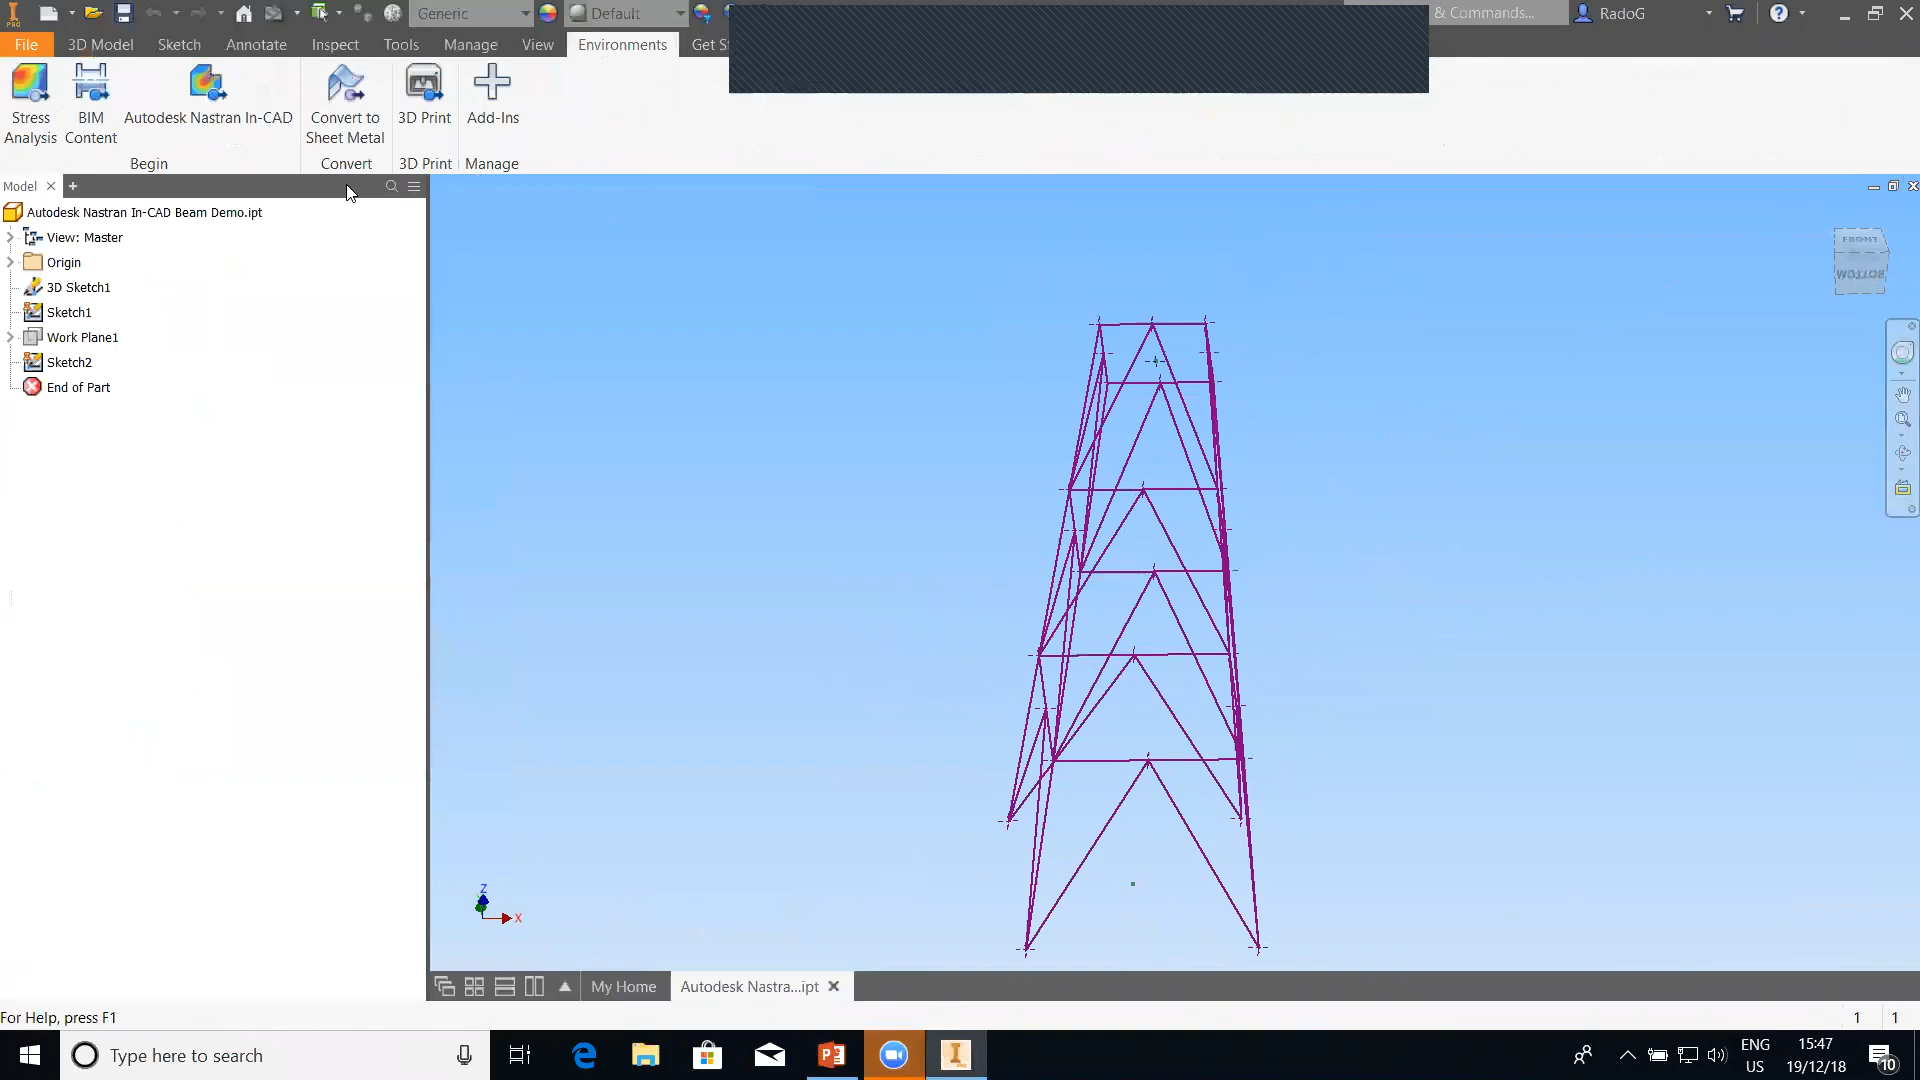 PRO
Generic
Default
& Commands...
RadoG
File
3D Model
Sketch
Annotate
Inspect
Tools
Manage
View
Environments
Get S
Stress Analysis
BIM Content
Autodesk Nastran In-CAD
Convert to Sheet Metal
3D Print
Add-Ins
Begin
Convert
3D Print
Manage
Model
Autodesk Nastran In-CAD Beam Demo.ipt
View: Master
Origin
3D Sketch1
Sketch1
Work Plane1
Sketch2
End of Part
FRONT
BOTTOM
Z
X
My Home
Autodesk Nastra...ipt
For Help, press F1
1
1
Type here to search
ENG
US
15:47
19/12/18
10